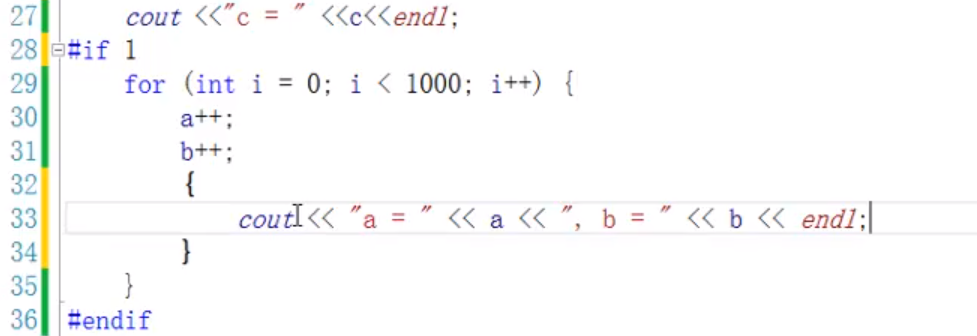 27 cout <<"c = " <<c<<endl;
28 #if 1
29 for (int i = 0; i < 1000; i++) {
30 a++;
31 b++;
32 {
33 cout << "a = " << a << ", b = " << b << endl;
34 }
35 }
36 #endif